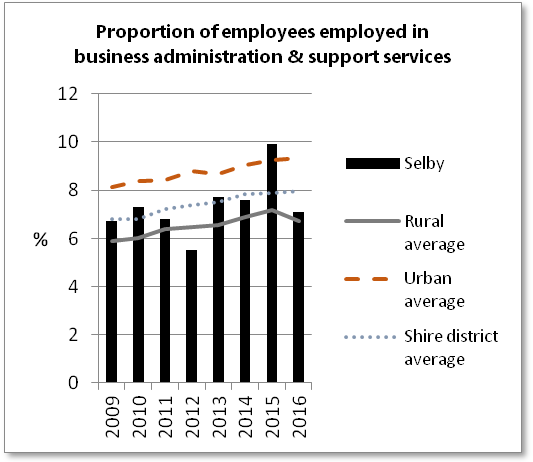 Proportion of employees employed in
business administration & support services
12
10
8
6
4
2
0
%
2009
2010
2011
2012
2013
2014
2015
2016
Selby
Rural
average
Urban
average
Shire district
average